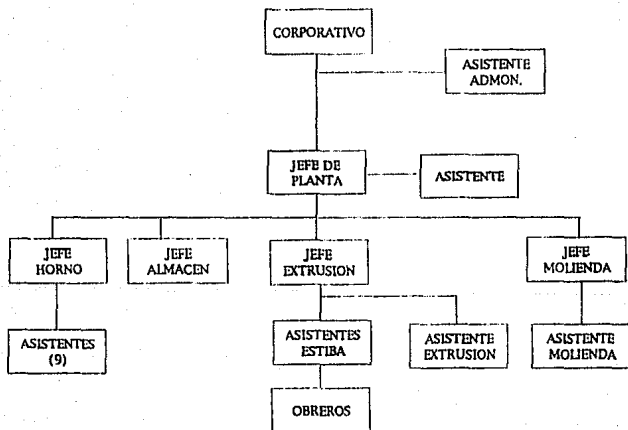 CORPORATIVO
ASISTENTE
ADMON.
JEFE DE
PLANTA
ASISTENTE
JEFE
HORNO
JEFE
ALMACEN
JEFE
EXTRUSION
JEFE
MOLIENDA
ASISTENTES
(9)
ASISTENTES
ESTIBA
ASISTENTE
EXTRUSION
ASISTENTE
MOLIENDA
OBREROS